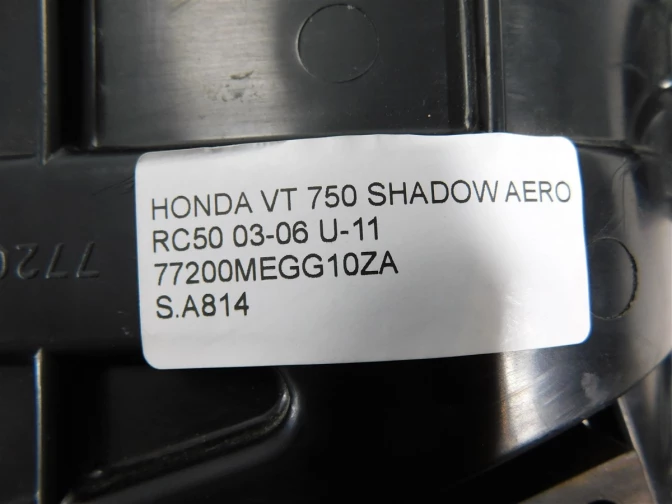 HONDA VT 750 SHADOW AERO
RC50 03-06 U-11
77200MEGG10ZA
S.A814